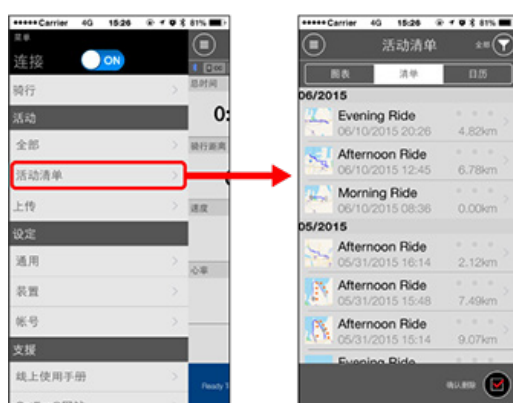 •••••Carrier 4G 15:26 81%
菜单
连接 ON
骑行
活动
全部
活动清单
上传
设定
通用
装置
帐号
支援
线上使用手册
总时间
0:
骑行距离
速度
心率
Ready T
•••••Carrier 4G 15:26 81%
活动清单
全部
图表 清单 日历
06/2015
Evening Ride
06/10/2015 20:26 4.82km
Afternoon Ride
06/10/2015 12:45 6.78km
Morning Ride
06/10/2015 08:36 0.00km
05/2015
Afternoon Ride
05/31/2015 16:14 2.12km
Afternoon Ride
05/31/2015 15:48 7.49km
Afternoon Ride
05/31/2015 15:14 9.07km
Evening Ride
确认删除